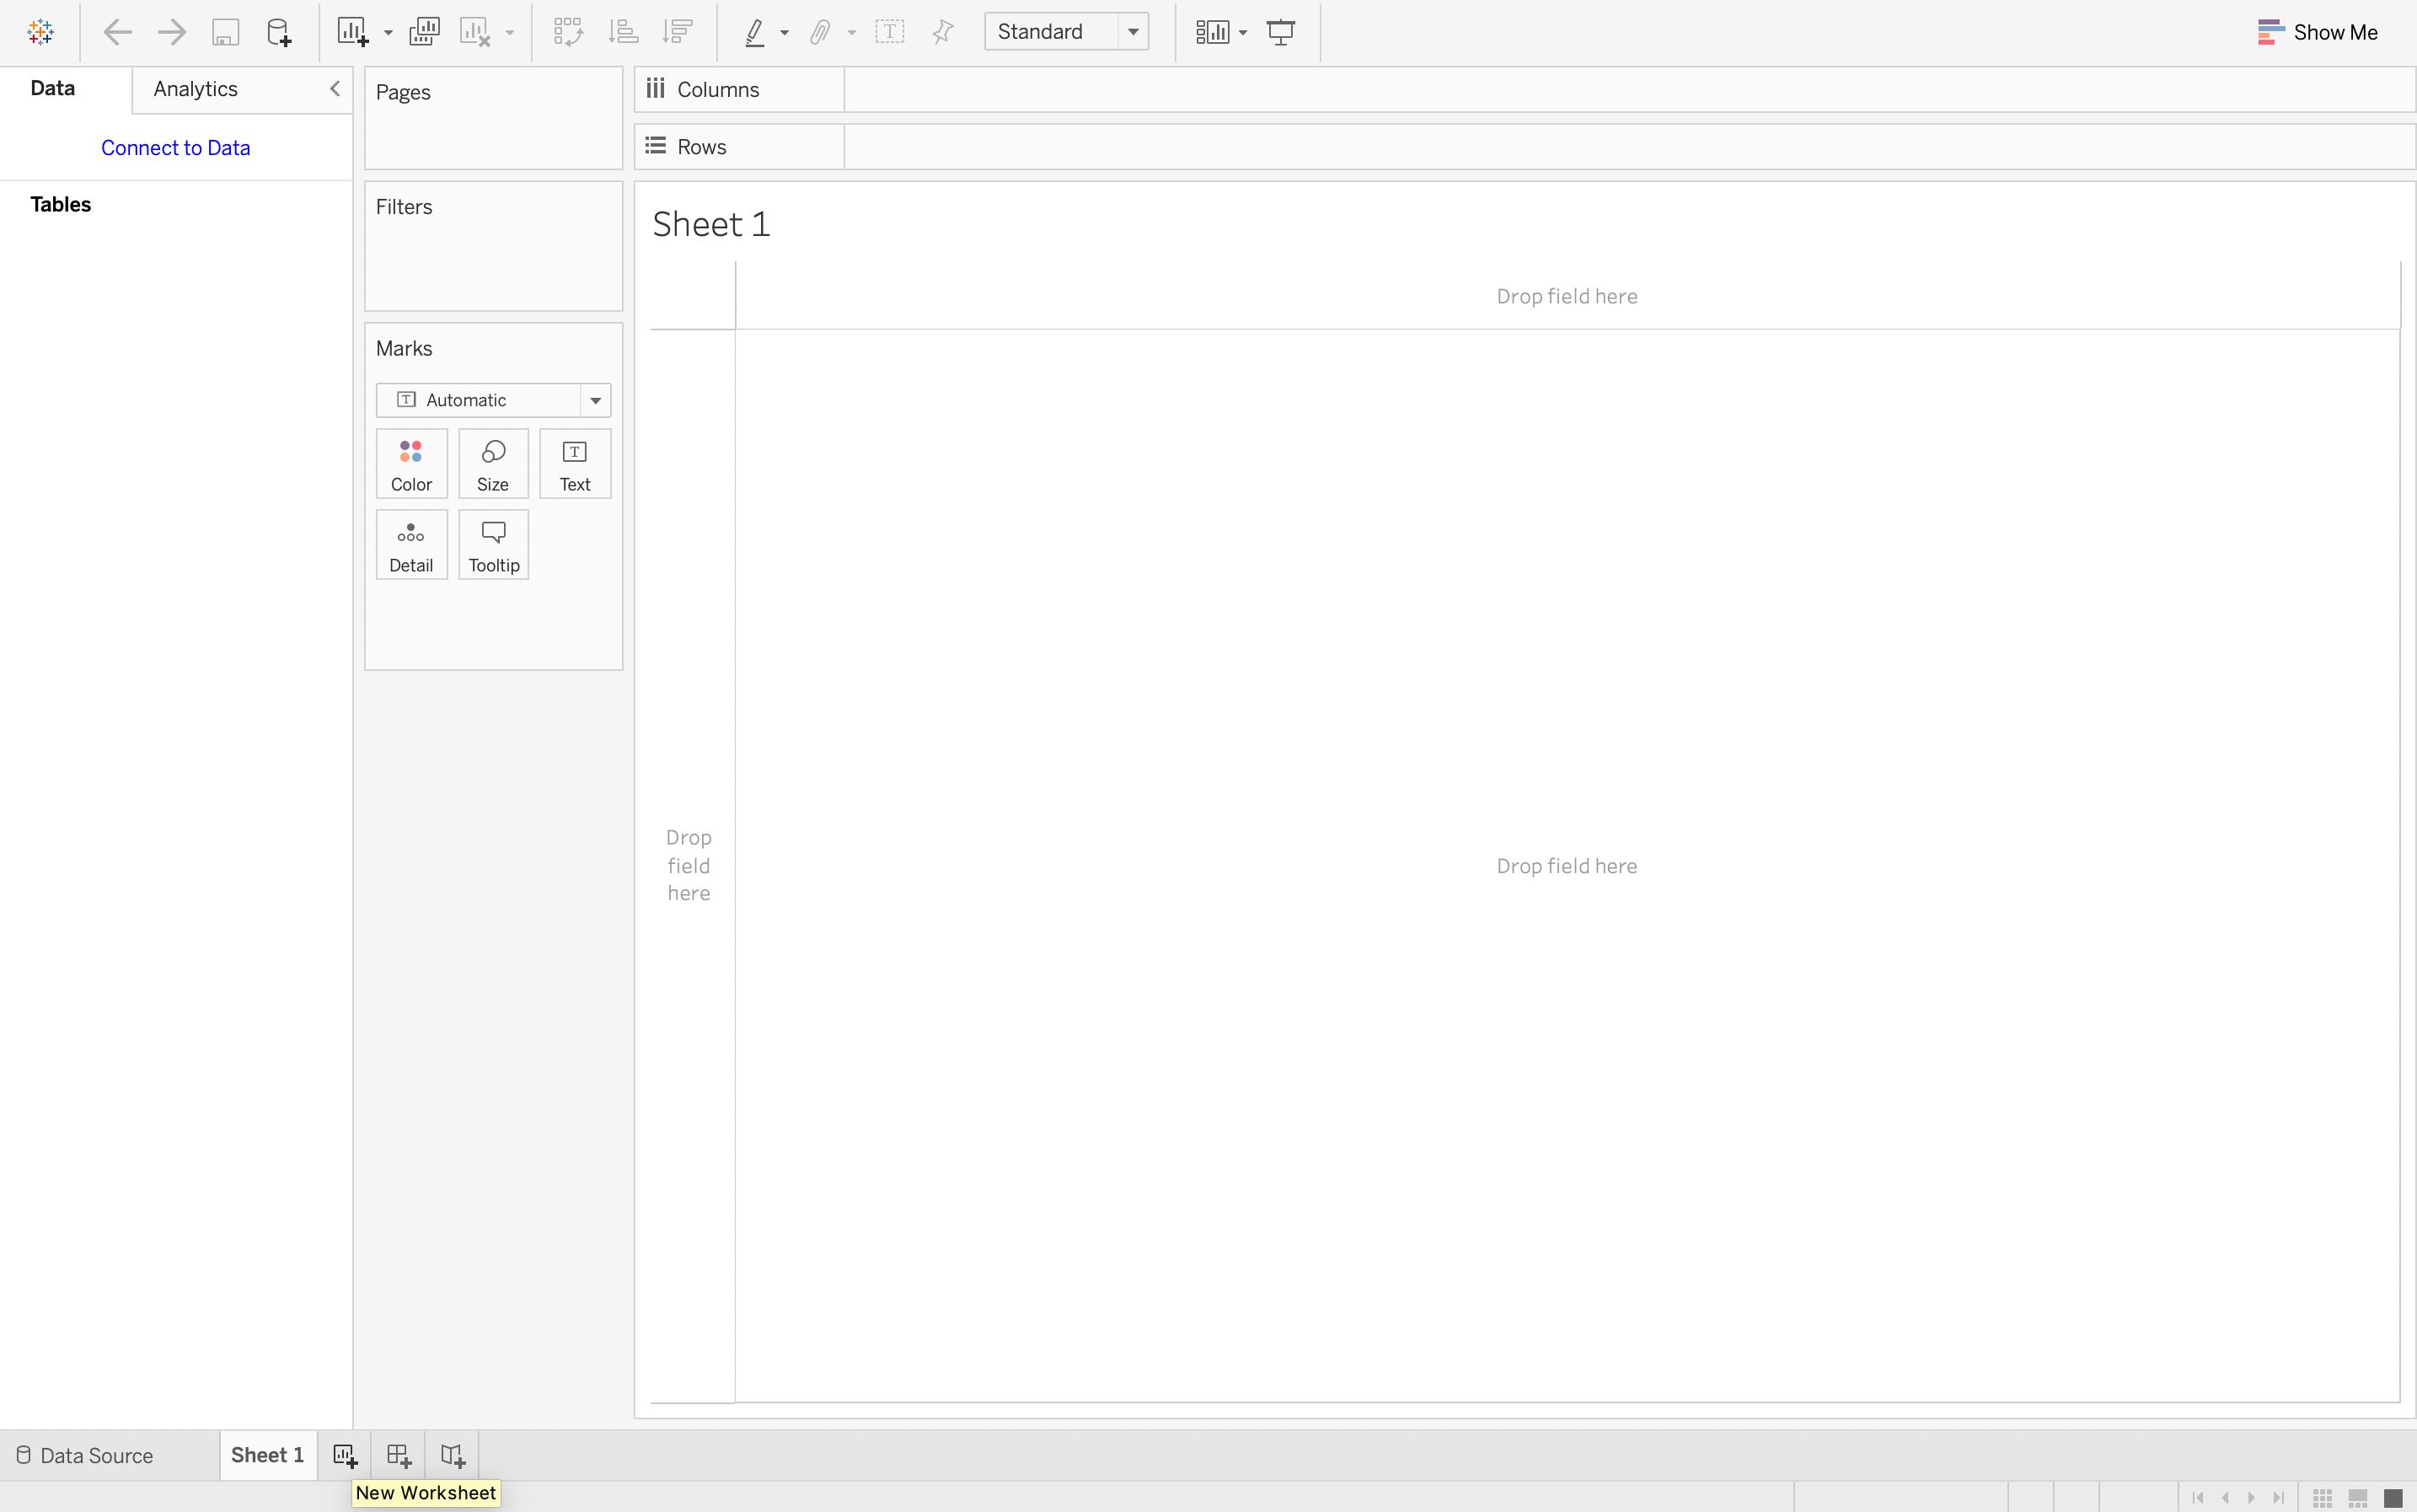 Standard
Show Me
Data
Analytics
Connect to Data
Tables
Pages
Filters
Marks
Automatic
Color
Size
Text
Detail
Tooltip
Columns
Rows
Sheet 1
Drop field here
Drop
field
here
Drop field here
Data Source
Sheet 1
New Worksheet